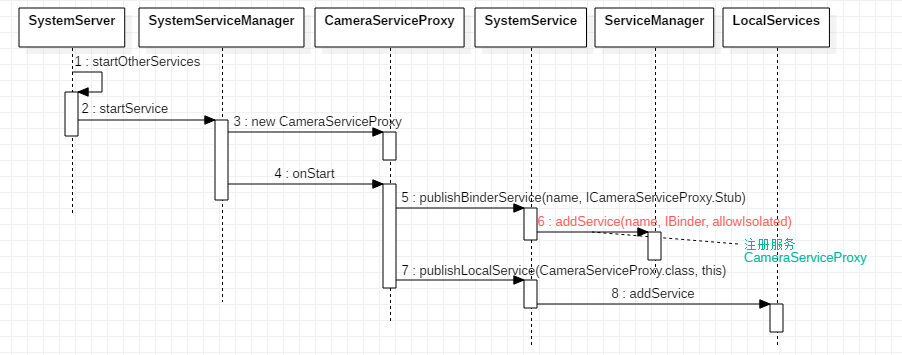 SystemServer
SystemServiceManager
CameraServiceProxy
SystemService
ServiceManager
LocalServices
1 : startOtherServices
2 : startService
3 : new CameraServiceProxy
4 : onStart
5 : publishBinderService(name, ICameraServiceProxy.Stub)
6 : addService(name, IBinder, allowIsolated)
注册服务
CameraServiceProxy
7 : publishLocalService(CameraServiceProxy.class, this)
8 : addService